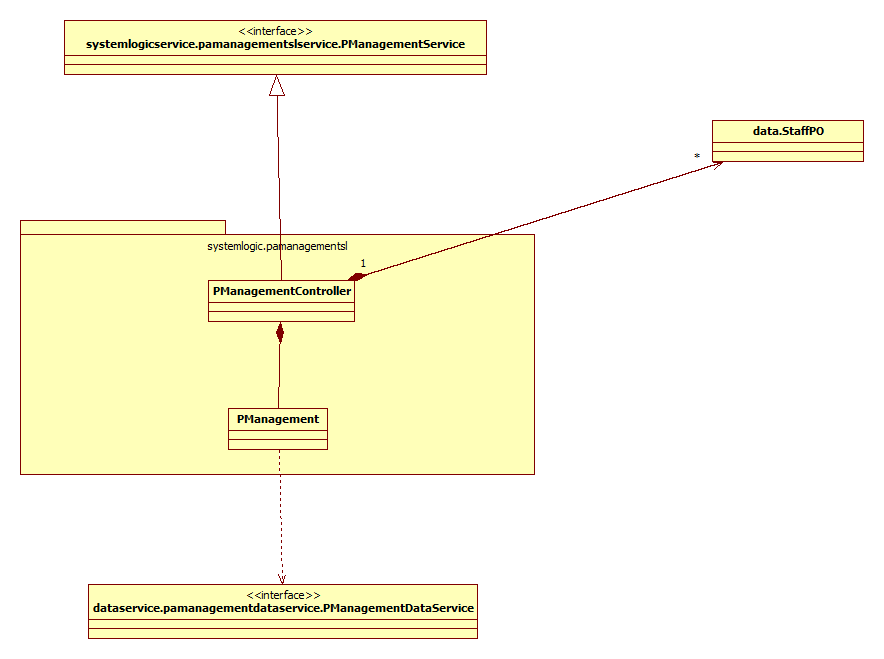 <<interface>>
systemlogicservice.pamanagementslservice.PManagementService
data.StaffPO
*
systemlogic.pamanagementsl
1
PManagementController
PManagement
<<interface>>
dataservice.pamanagementdataservice.PManagementDataService